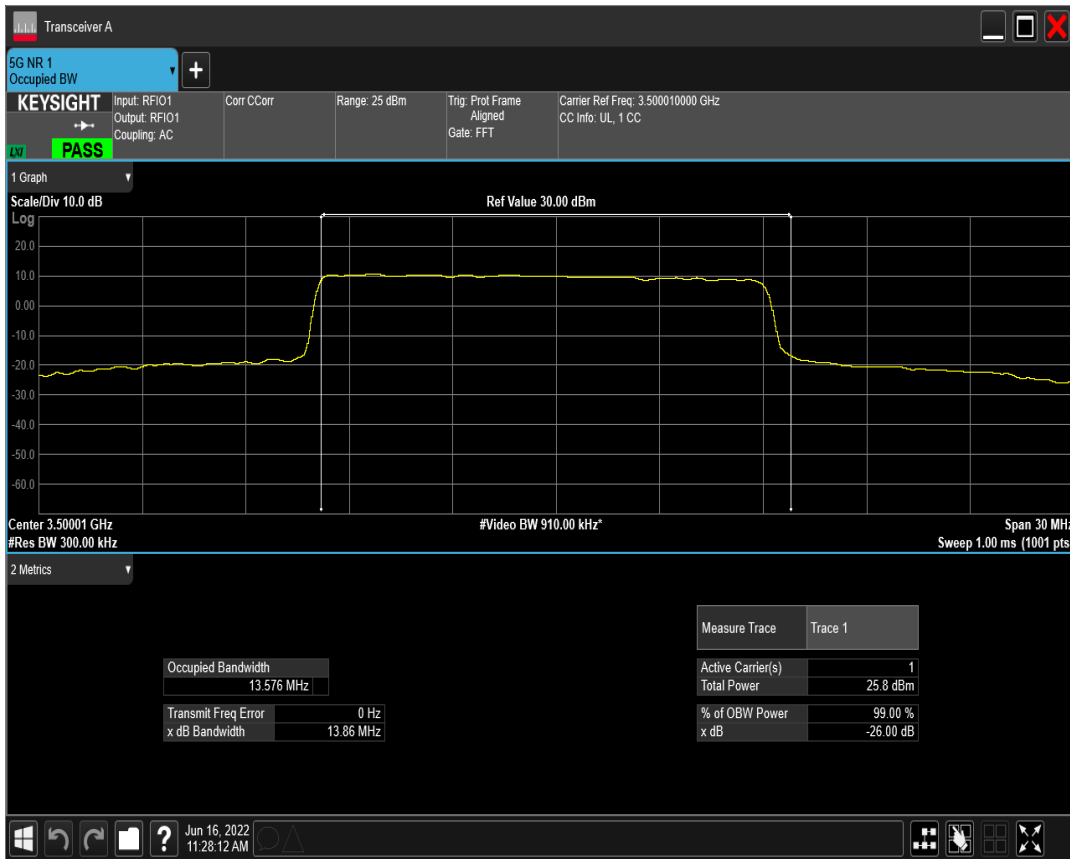 Transceiver A
5G NR 1
Occupied BW
KEYSIGHT
LXI
PASS
Input: RFIO1
Output: RFIO1
Coupling: AC
Corr CCorr
Range: 25 dBm
Trig: Prot Frame
Aligned
Gate: FFT
Carrier Ref Freq: 3.500010000 GHz
CC Info: UL, 1 CC
1 Graph
Scale/Div 10.0 dB
Ref Value 30.00 dBm
Log
20.0
10.0
0.00
-10.0
-20.0
-30.0
-40.0
-50.0
-60.0
Center 3.50001 GHz
#Video BW 910.00 kHz*
Span 30 MHz
#Res BW 300.00 kHz
Sweep 1.00 ms (1001 pts
2 Metrics
Measure Trace Trace 1
Occupied Bandwidth
13.576 MHz
Active Carrier(s) 1
Total Power 25.8 dBm
Transmit Freq Error 0 Hz
x dB Bandwidth 13.86 MHz
% of OBW Power 99.00 %
x dB -26.00 dB
?
Jun 16, 2022
11:28:12 AM